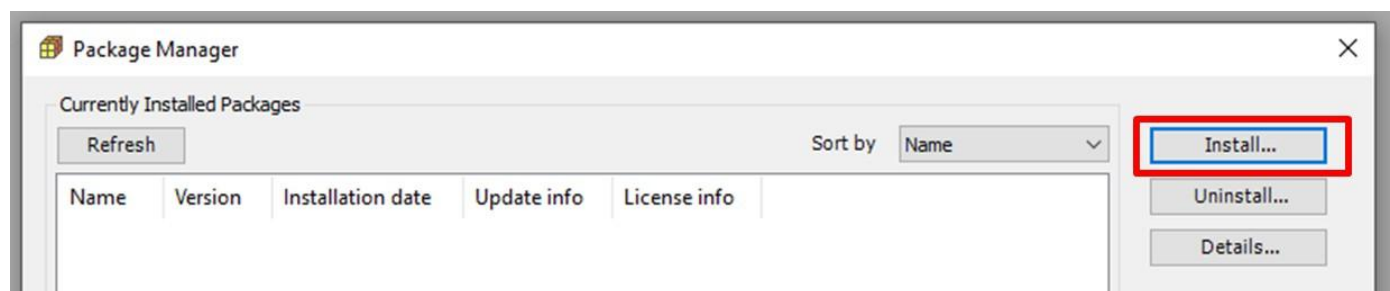 Package Manager
Currently Installed Packages
Refresh Sort by Name Install...
Name Version Installation date Update info License info Uninstall...
Details...